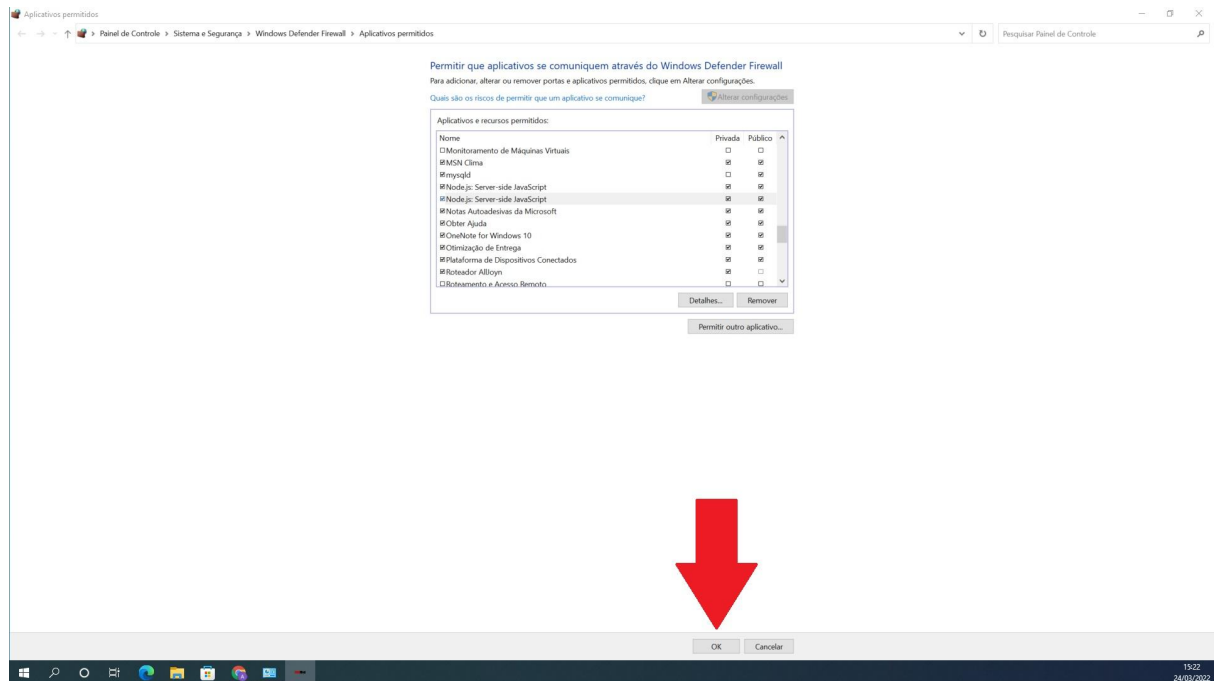 Aplicativos permitidos
Painel de Controle > Sistema e Segurança > Windows Defender Firewall > Aplicativos permitidos
Pesquisar Painel de Controle
Permitir que aplicativos se comuniquem através do Windows Defender Firewall
Para adicionar, alterar ou remover portas e aplicativos permitidos, clique em Alterar configurações.
Quais são os riscos de permitir que um aplicativo se comunique?
Alterar configurações
Aplicativos e recursos permitidos:
Nome Privada Público
Monitoramento de Máquinas Virtuais
MSN Clima
mysqld
Node.js: Server-side JavaScript
Node.js: Server-side JavaScript
Notas Autoadesivas da Microsoft
Obter Ajuda
OneNote for Windows 10
Otimização de Entrega
Plataforma de Dispositivos Conectados
Roteador AllJoyn
Roteamento e Acesso Remoto
Detalhes... Remover
Permitir outro aplicativo...
OK Cancelar
15:22
24/03/2022